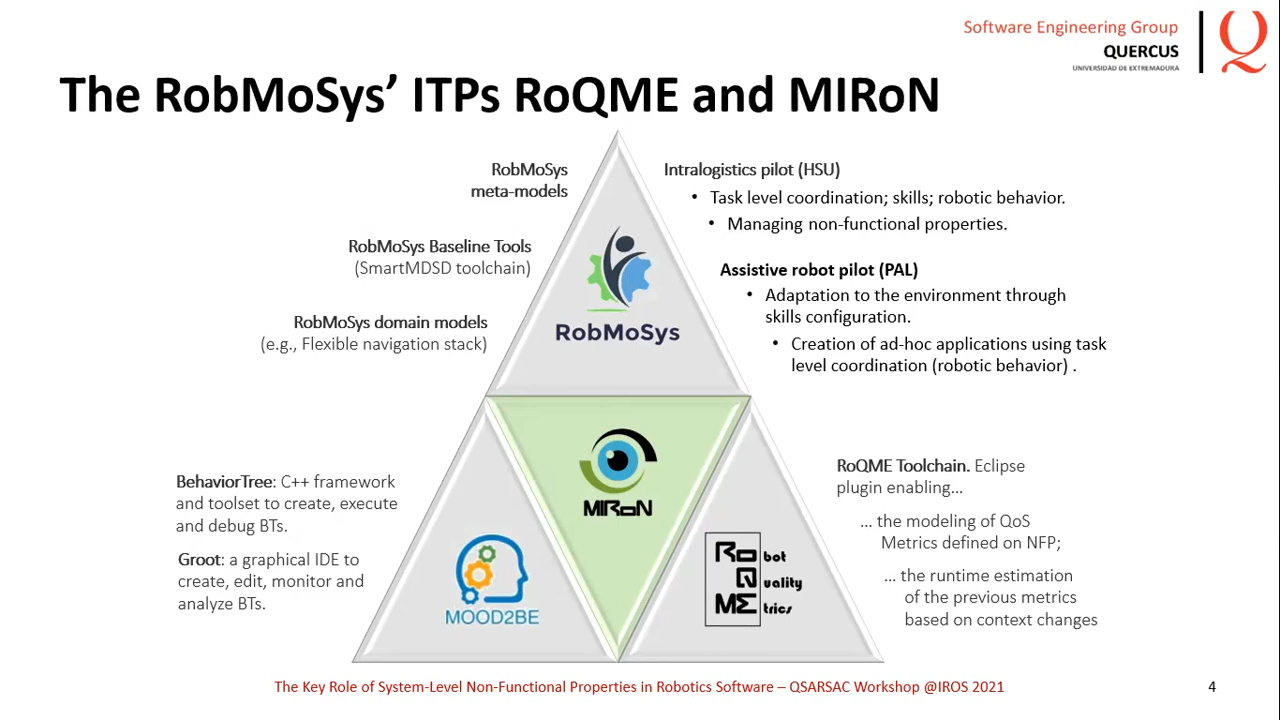 Software Engineering Group
QUERCUS
UNIVERSIDAD DE EXTREMADURA
The RobMoSys’ ITPs RoQME and MIRoN
RobMoSys
meta-models
RobMoSys Baseline Tools
(SmartMDSD toolchain)
RobMoSys domain models
(e.g., Flexible navigation stack)
Intralogistics pilot (HSU)
• Task level coordination; skills; robotic behavior.
• Managing non-functional properties.
Assistive robot pilot (PAL)
• Adaptation to the environment through
skills configuration.
• Creation of ad-hoc applications using task
level coordination (robotic behavior) .
RobMoSys
MIRoN
BehaviorTree: C++ framework
and toolset to create, execute
and debug BTs.
Groot: a graphical IDE to
create, edit, monitor and
analyze BTs.
MOOD2BE
Robot
Quality
MEtrics
RoQME Toolchain. Eclipse
plugin enabling...
... the modeling of QoS
Metrics defined on NFP;
... the runtime estimation
of the previous metrics
based on context changes
The Key Role of System-Level Non-Functional Properties in Robotics Software – QSARSAC Workshop @IROS 2021
4